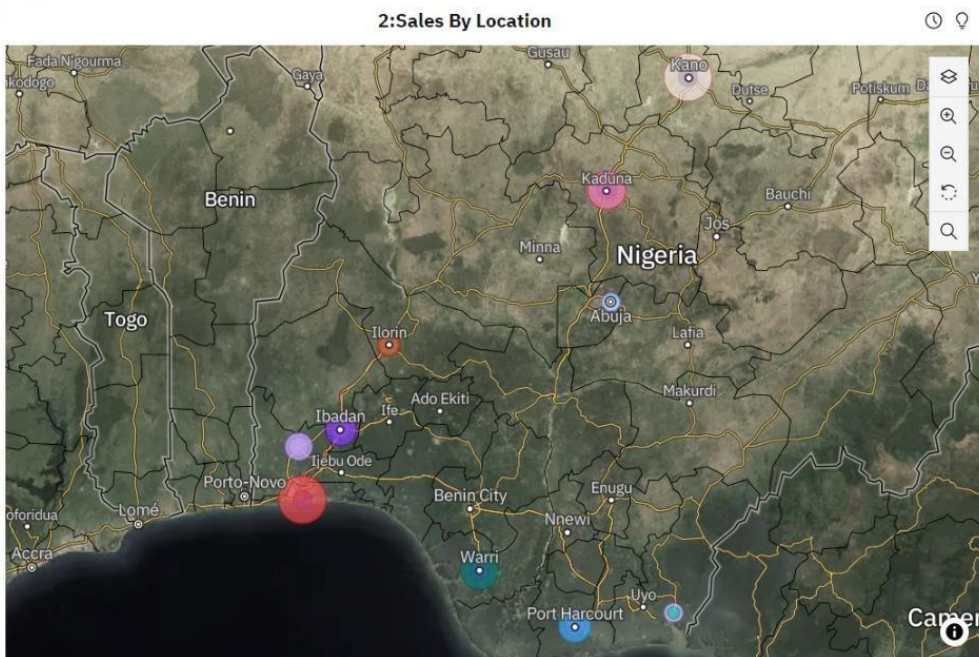 2:Sales By Location
Gusau
Fada N'gourma
Kano
Gaya
Dutse
Potiskum
Kaduna
Benin
Bauchi
Jos
Minna
Nigeria
Abuja
Togo
Ilorin
Lafia
Makurdi
Ado Ekiti
Ife
Ibadan
Ijebu Ode
Porto-Novo
Enugu
Benin City
Lomé
Nnewi
Accra
Warri
Uyo
Port Harcourt